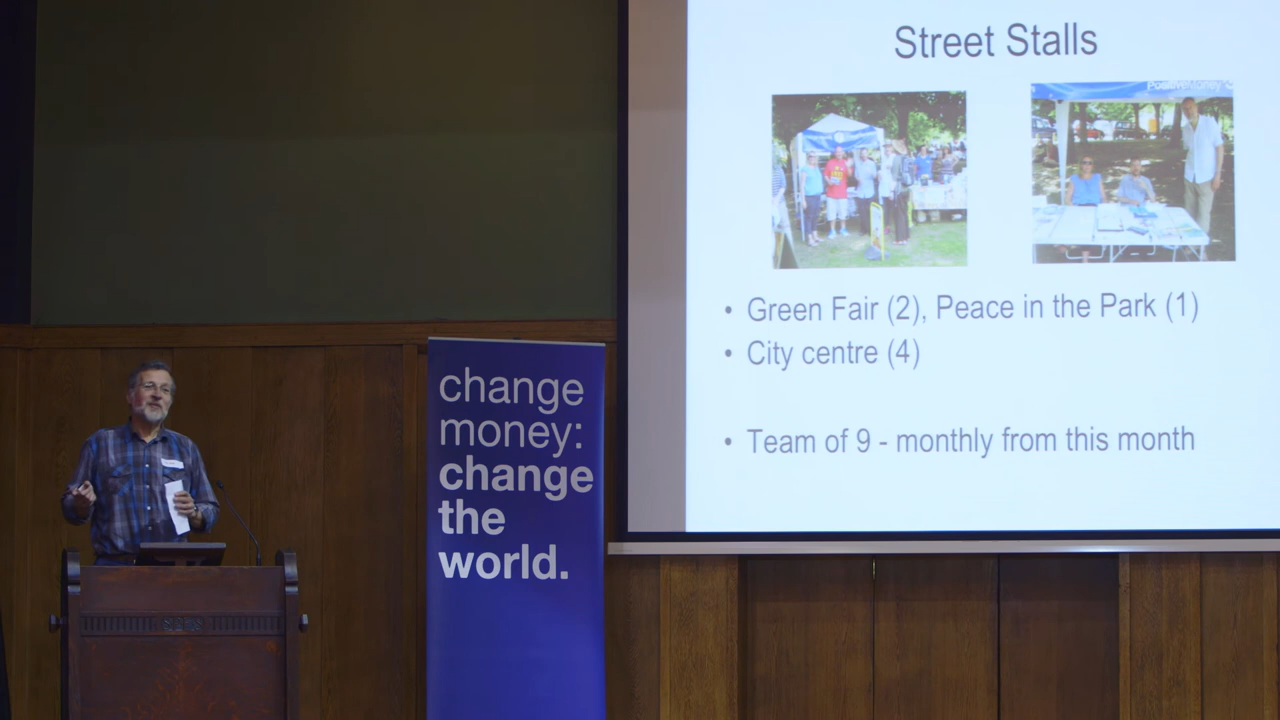 Street Stalls
PositiveMoney
• Green Fair (2), Peace in the Park (1)
• City centre (4)
• Team of 9 - monthly from this month
change
money:
change
the
world.